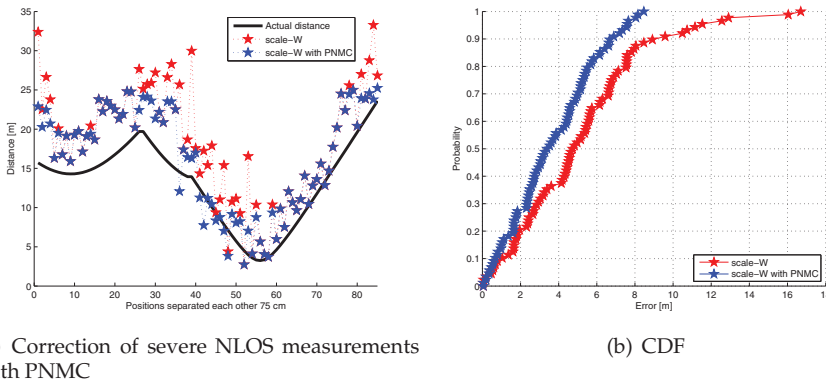 35
30
25
20
15
10
5
0
Distance [m]
0 10 20 30 40 50 60 70 80
Positions separated each other 75 cm
Actual distance
scale-W
scale-W with PNMC
1
0.9
0.8
0.7
0.6
0.5
0.4
0.3
0.2
0.1
0
Probability
0 2 4 6 8 10 12 14 16
Error [m]
scale-W
scale-W with PNMC
Correction of severe NLOS measurements
th PNMC
(b) CDF